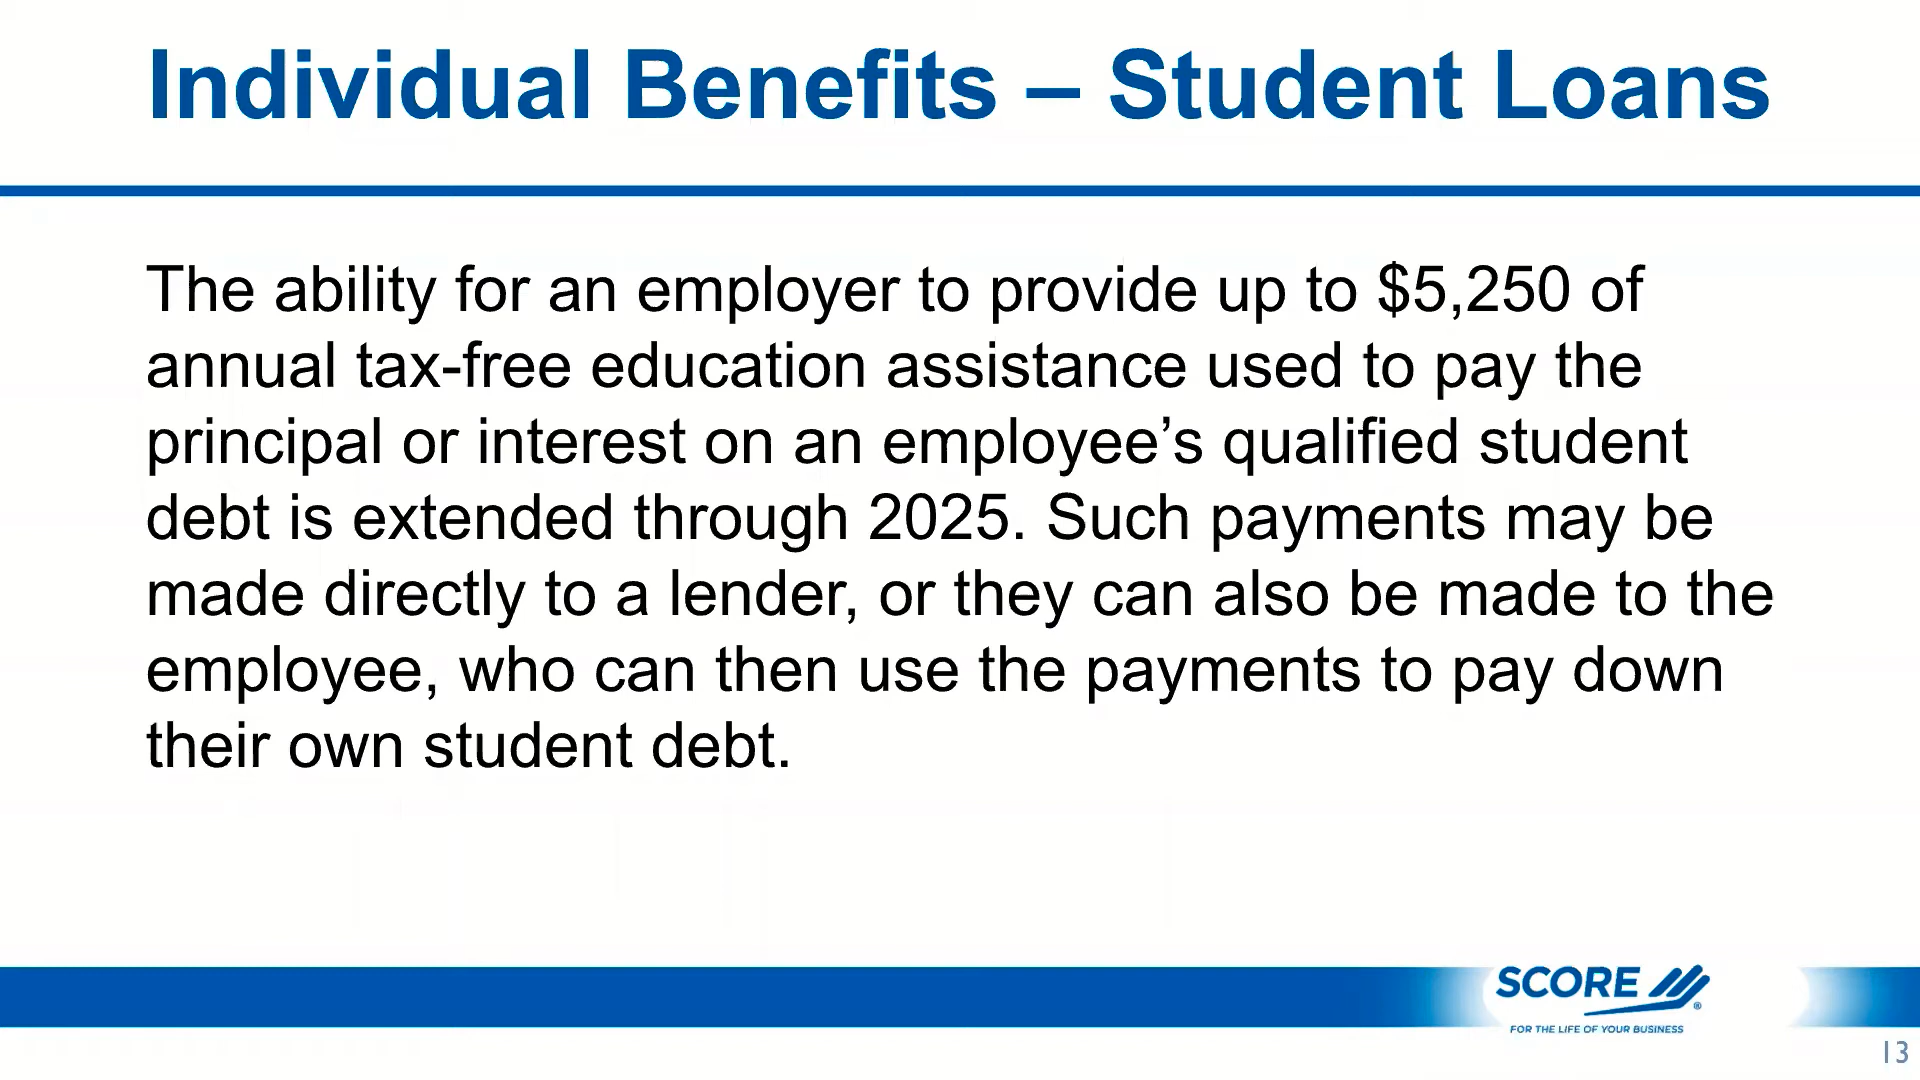 Individual Benefits – Student Loans
The ability for an employer to provide up to $5,250 of
annual tax-free education assistance used to pay the
principal or interest on an employee’s qualified student
debt is extended through 2025. Such payments may be
made directly to a lender, or they can also be made to the
employee, who can then use the payments to pay down
their own student debt.
SCORE ®
FOR THE LIFE OF YOUR BUSINESS
13